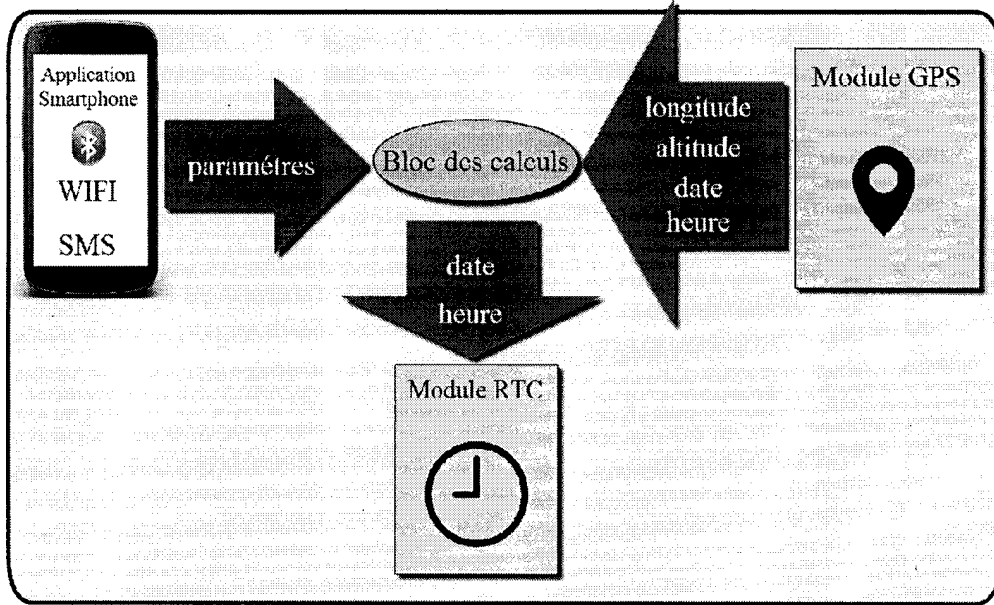 Application
Smartphone
WIFI
SMS
paramétres
Bloc des calculs
longitude
altitude
date
heure
Module GPS
date
heure
Module RTC